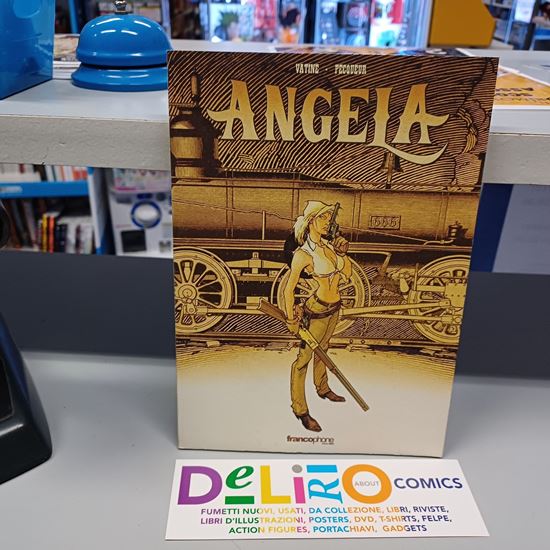 VATINE - PECQUEUR
ANGELA
666
francophone
DELIRIO ABOUT COMICS
FUMETTI NUOVI, USATI, DA COLLEZIONE, LIBRI, RIVISTE,
LIBRI D'ILLUSTRAZIONI, POSTERS, DVD, T-SHIRTS, FELPE,
ACTION FIGURES, PORTACHIAVI, GADGETS